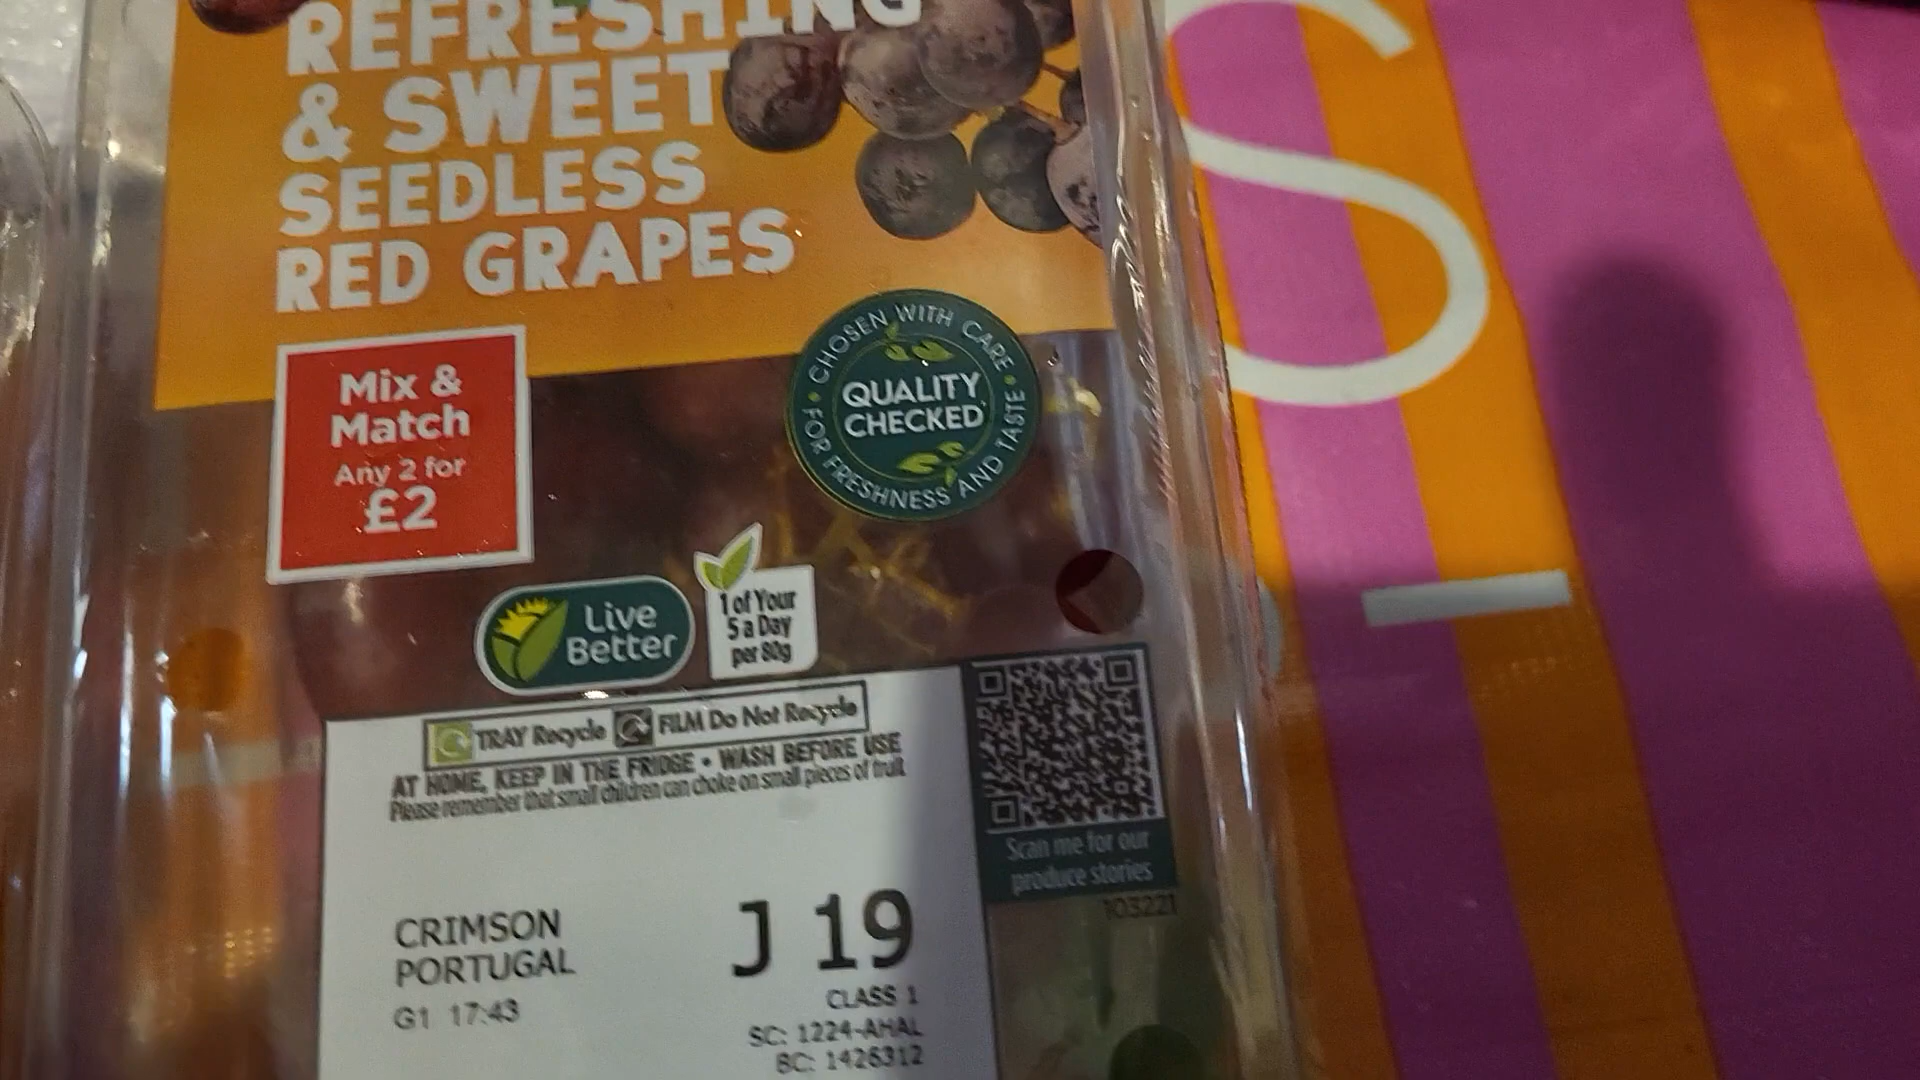 REFRESHING
& SWEET
SEEDLESS
RED GRAPES
Mix &
Match
Any 2 for
£2
CHOSEN WITH CARE • FOR FRESHNESS AND TASTE •
QUALITY
CHECKED
Live
Better
1 of Your
5 a Day
per 80g
TRAY Recycle FILM Do Not Recycle
AT HOME, KEEP IN THE FRIDGE • WASH BEFORE USE
Please remember that small children can choke on small pieces of fruit
Scan me for our
produce stories
103221
CRIMSON
PORTUGAL
G1 17:43
J 19
CLASS 1
SC: 1224-AHAL
BC: 1426312
S